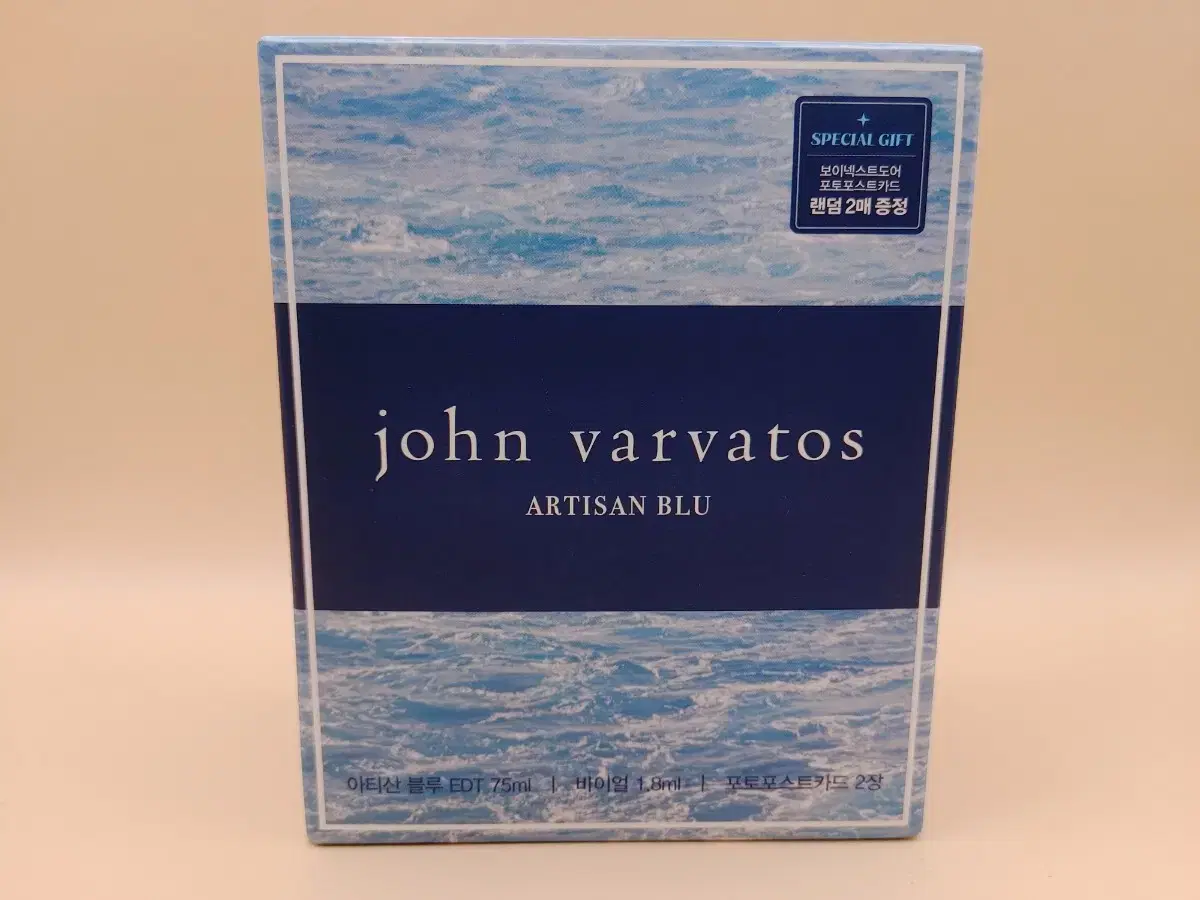 SPECIAL GIFT
보이넥스트도어
포토포스트카드
랜덤 2매 증정
john varvatos
ARTISAN BLU
아티산 블루 EDT 75ml | 바이얼 1.8ml | 포토포스트카드 2장